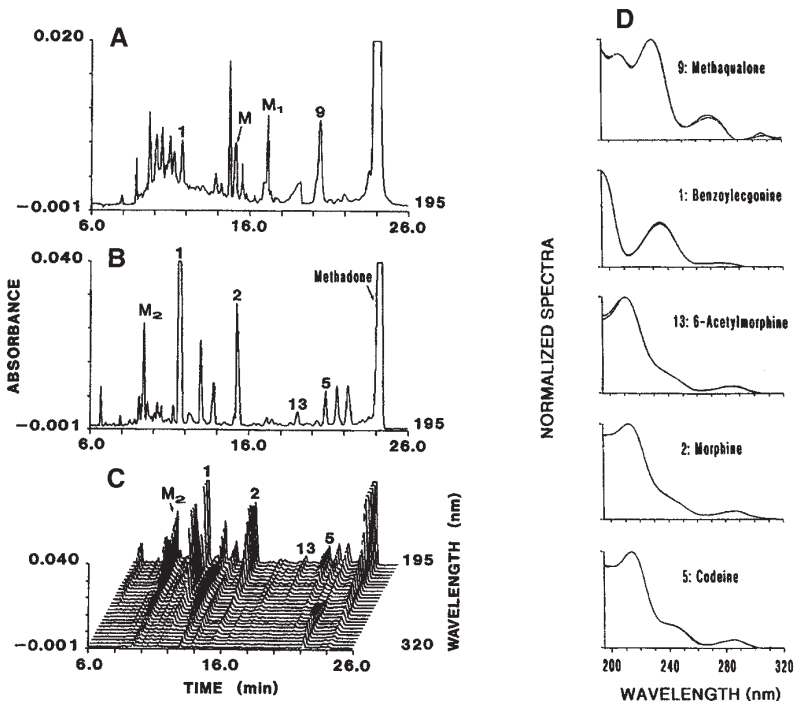 A
0.020
1
M
M1
9
-0.001
195
6.0 16.0 26.0
B
0.040
1
M2
2
Methadone
13
5
-0.001
195
6.0 16.0 26.0
ABSORBANCE
C
1
M2
2
13
5
0.040
195
-0.001
320
6.0 16.0 26.0
TIME (min)
WAVELENGTH (nm)
D
9: Methaqualone
1: Benzoylecgonine
13: 6-Acetylmorphine
2: Morphine
5: Codeine
NORMALIZED SPECTRA
200 240 280 320
WAVELENGTH (nm)